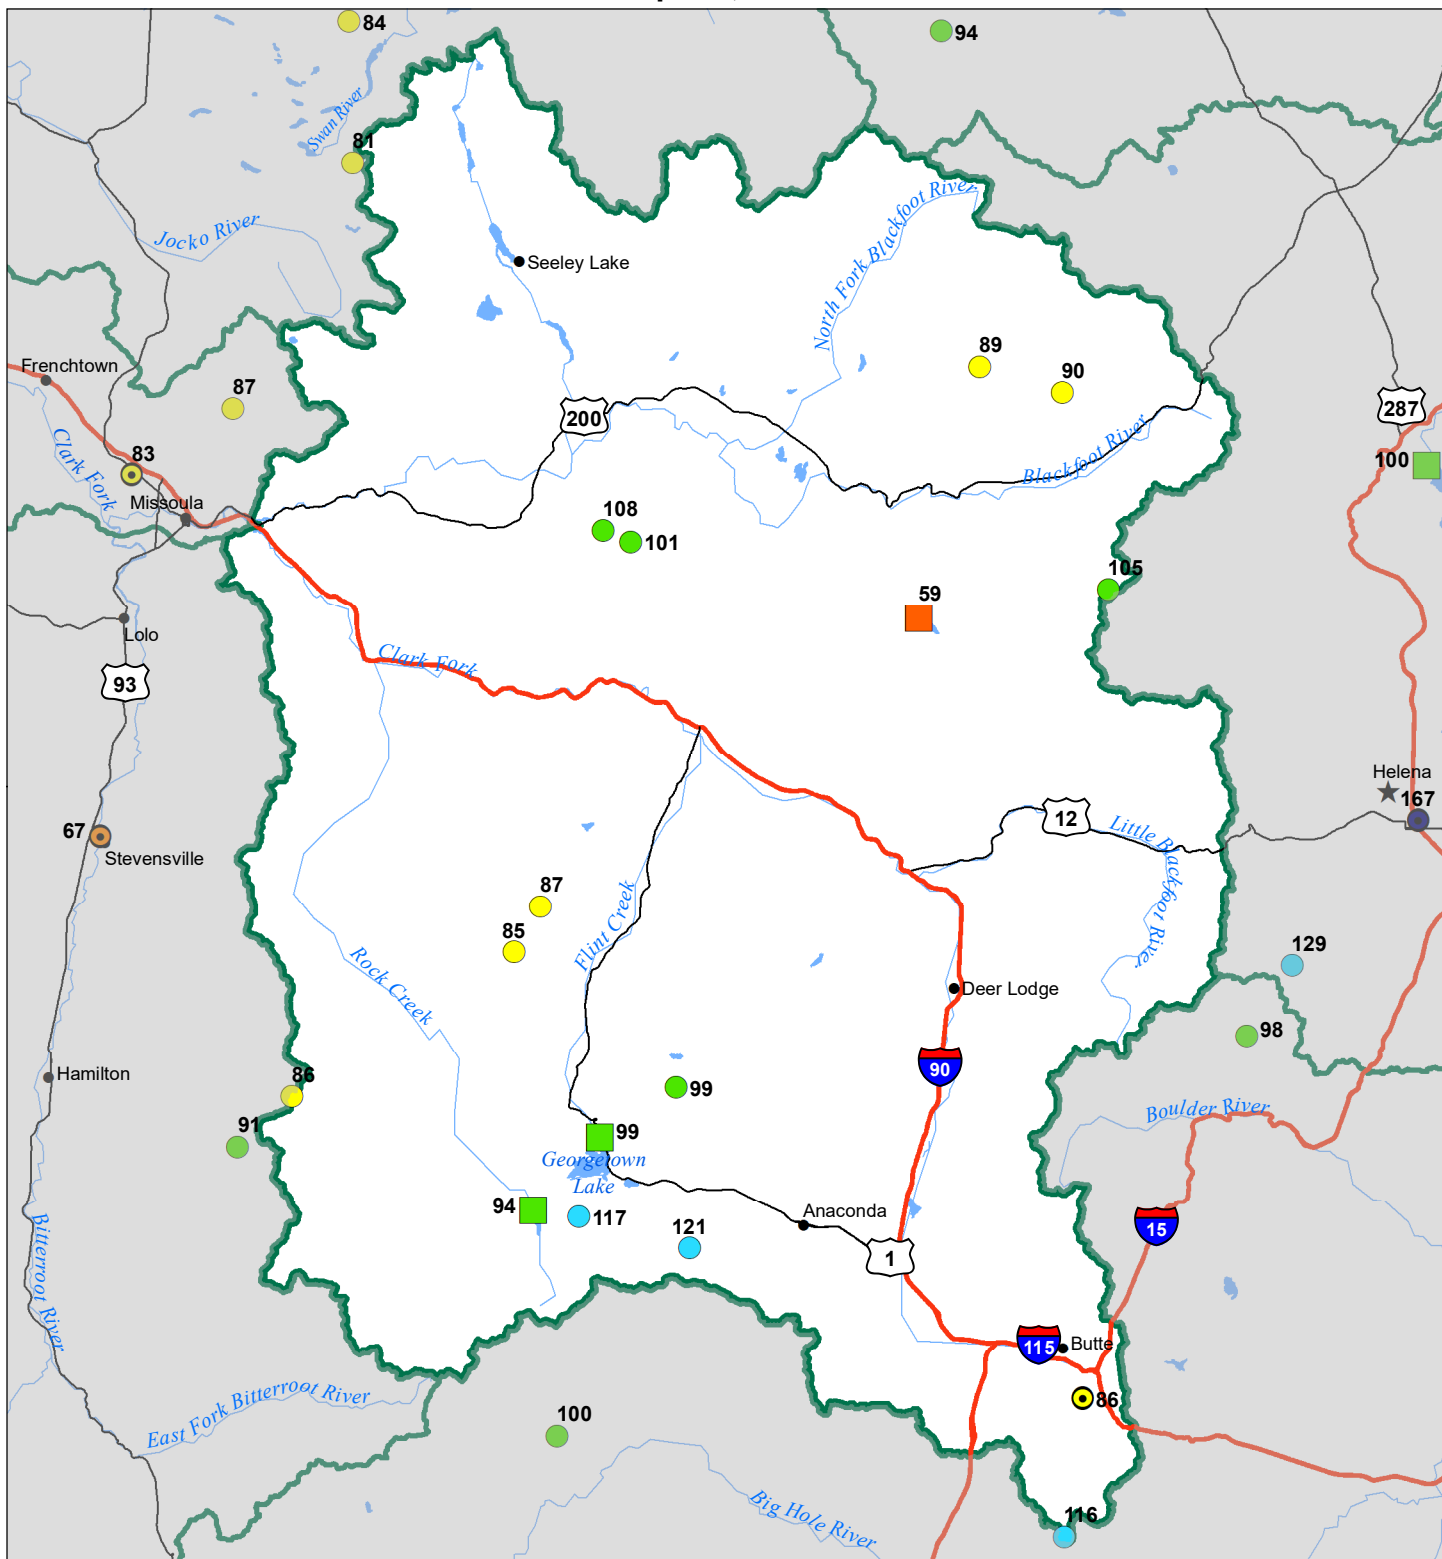 84
94
Swan River
81
Jocko River
North Fork Blackfoot River
Seeley Lake
89
90
Frenchtown
87
200
287
Clark Fork
83
Blackfoot River
100
Missoula
108
101
105
59
Lolo
Clark Fork
93
Helena
167
12
Little Blackfoot River
67
Stevensville
87
Flint Creek
85
129
Rock Creek
Deer Lodge
98
Hamilton
86
90
99
Boulder River
91
99
Georgetown
Lake
94
117
Anaconda
121
15
1
Bitterroot River
115
Butte
86
East Fork Bitterroot River
100
Big Hole River
116